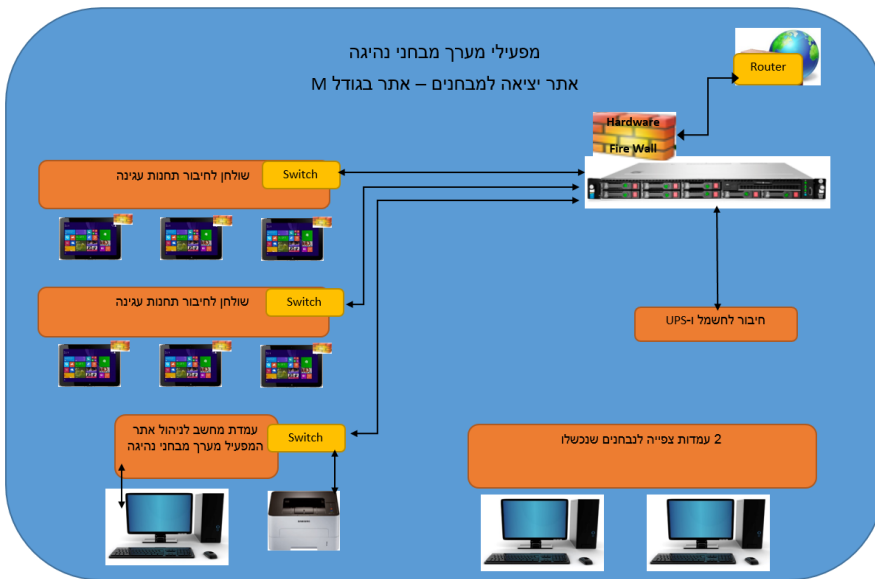 מפעילי מערך מבחני נהיגה
אתר יציאה למבחנים – אתר בגודל M
Router
Hardware
Fire Wall
שולחן לחיבור תחנות עגינה
Switch
שולחן לחיבור תחנות עגינה
Switch
חיבור לחשמל ו-UPS
עמדת מחשב לניהול אתר
המפעיל מערך מבחני נהיגה
Switch
2 עמדות צפייה לנבחנים שנכשלו
SAMSUNG